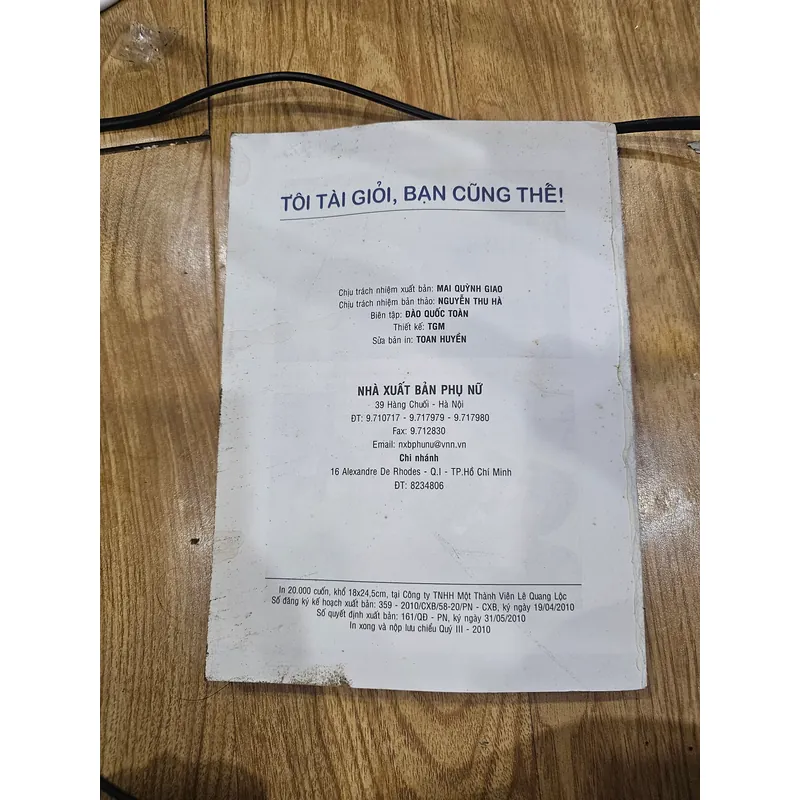 TÔI TÀI GIỎI, BẠN CŨNG THẾ!
Chịu trách nhiệm xuất bản: MAI QUỲNH GIAO
Chịu trách nhiệm bản thảo: NGUYỄN THU HÀ
Biên tập: ĐÀO QUỐC TOÀN
Thiết kế: TGM
Sửa bản in: TOAN HUYỀN
NHÀ XUẤT BẢN PHỤ NỮ
39 Hàng Chuối - Hà Nội
ĐT: 9.710717 - 9.717979 - 9.717980
Fax: 9.712830
Email: nxbphunu@vnn.vn
Chi nhánh
16 Alexandre De Rhodes - Q.I - TP.Hồ Chí Minh
ĐT: 8234806
In 20.000 cuốn, khổ 18x24,5cm, tại Công ty TNHH Một Thành Viên Lê Quang Lộc
Số đăng ký kế hoạch xuất bản: 359 - 2010/CXB/58-20/PN - CXB, ký ngày 19/04/2010
Số quyết định xuất bản: 161/QĐ - PN, ký ngày 31/05/2010
In xong và nộp lưu chiểu Quý III - 2010